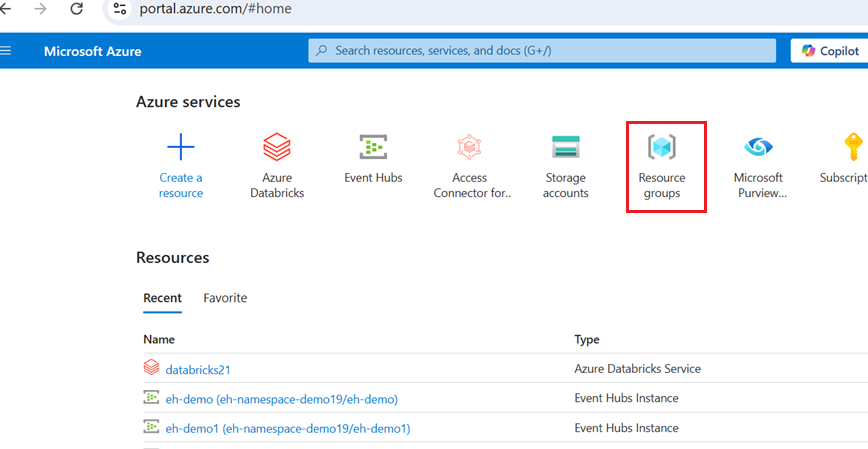 portal.azure.com/#home
Microsoft Azure
Search resources, services, and docs (G+/)
Copilot
Azure services
Create a
resource
Azure
Databricks
Event Hubs
Access
Connector for...
Storage
accounts
Resource
groups
Microsoft
Purview...
Subscript
Resources
Recent
Favorite
Name
Type
databricks21
Azure Databricks Service
eh-demo (eh-namespace-demo19/eh-demo)
Event Hubs Instance
eh-demo1 (eh-namespace-demo19/eh-demo1)
Event Hubs Instance